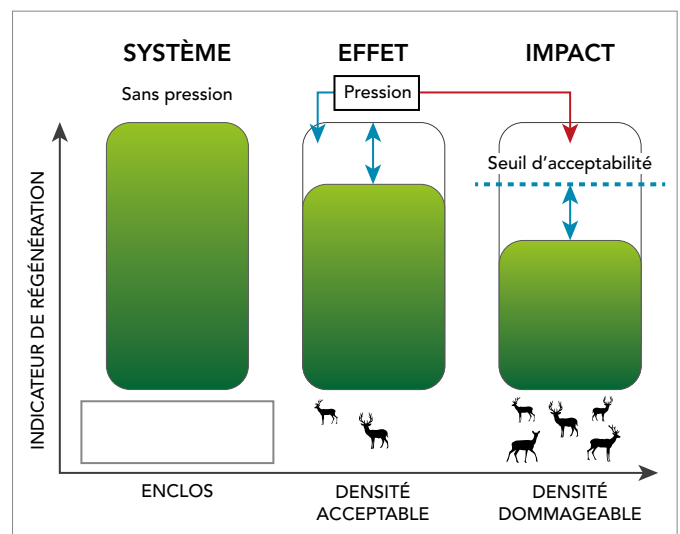 SYSTÈME
EFFET
IMPACT
Sans pression
Pression
Seuil d'acceptabilité
INDICATEUR DE RÉGÉNÉRATION
ENCLOS
DENSITÉ
ACCEPTABLE
DENSITÉ
DOMMAGEABLE